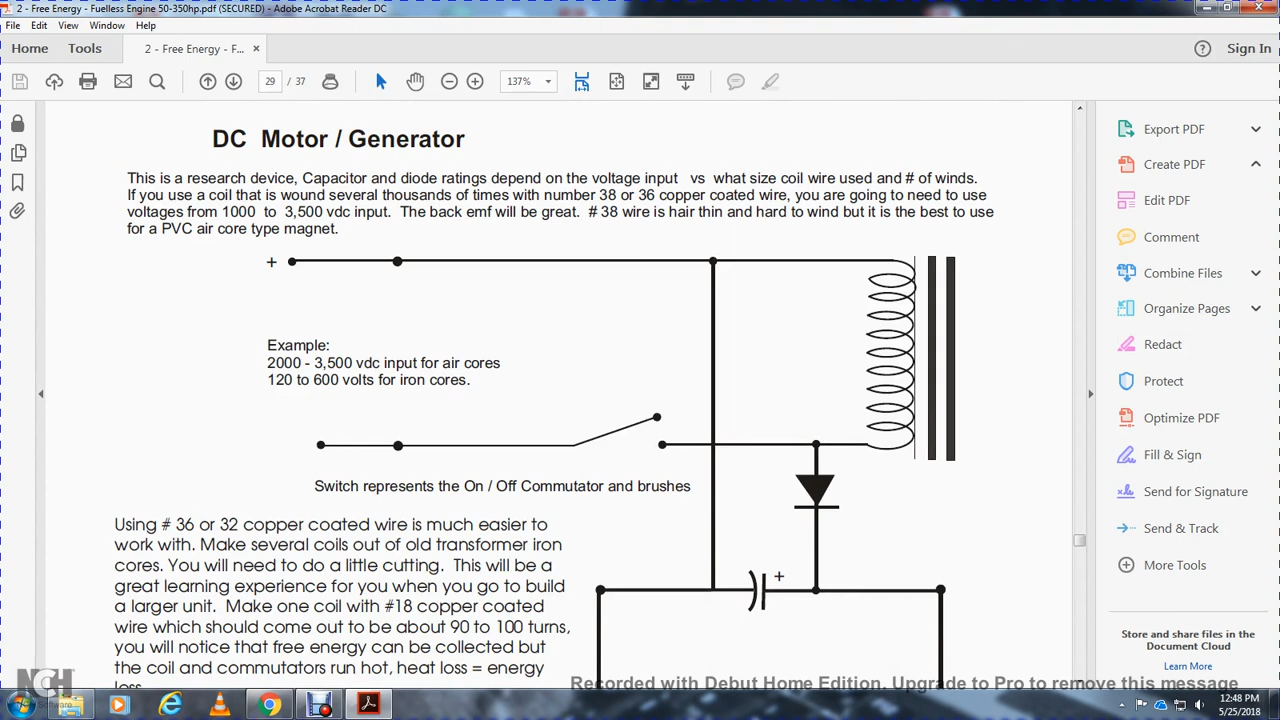 2 - Free Energy - Fueless Engine 50-350hp.pdf (SECURED) - Adobe Acrobat Reader DC
File Edit View Window Help
Home Tools 2 - Free Energy - F... × Sign In
29 / 37 137%
DC Motor / Generator
This is a research device, Capacitor and diode ratings depend on the voltage input vs what size coil wire used and # of winds.
If you use a coil that is wound several thousands of times with number 38 or 36 copper coated wire, you are going to need to use
voltages from 1000 to 3,500 vdc input. The back emf will be great. # 38 wire is hair thin and hard to wind but it is the best to use
for a PVC air core type magnet.
+
Example:
2000 - 3,500 vdc input for air cores
120 to 600 volts for iron cores.
Switch represents the On / Off Commutator and brushes
Using # 36 or 32 copper coated wire is much easier to
work with. Make several coils out of old transformer iron
cores. You will need to do a little cutting. This will be a
great learning experience for you when you go to build
a larger unit. Make one coil with #18 copper coated
wire which should come out to be about 90 to 100 turns,
you will notice that free energy can be collected but
the coil and commutators run hot, heat loss = energy
loss
+
Export PDF
Create PDF
Edit PDF
Comment
Combine Files
Organize Pages
Redact
Protect
Optimize PDF
Fill & Sign
Send for Signature
Send & Track
More Tools
Store and share files in the
Document Cloud
Learn More
NCH
Software
Recorded with Debut Home Edition. Upgrade to Pro to remove this message
12:48 PM
5/25/2018